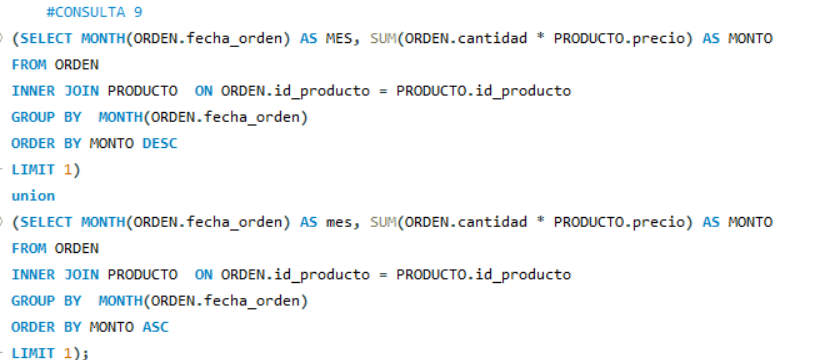 #CONSULTA 9
(SELECT MONTH(ORDEN.fecha_orden) AS MES, SUM(ORDEN.cantidad * PRODUCTO.precio) AS MONTO
FROM ORDEN
INNER JOIN PRODUCTO  ON ORDEN.id_producto = PRODUCTO.id_producto
GROUP BY  MONTH(ORDEN.fecha_orden)
ORDER BY MONTO DESC
LIMIT 1)
union
(SELECT MONTH(ORDEN.fecha_orden) AS mes, SUM(ORDEN.cantidad * PRODUCTO.precio) AS MONTO
FROM ORDEN
INNER JOIN PRODUCTO  ON ORDEN.id_producto = PRODUCTO.id_producto
GROUP BY  MONTH(ORDEN.fecha_orden)
ORDER BY MONTO ASC
LIMIT 1);